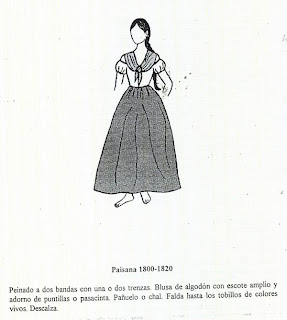 Paisana 1800-1820
Peinado a dos bandas con una o dos trenzas. Blusa de algodón con escote amplio y
adorno de puntillas o pasacinta. Pañuelo o chal. Falda hasta los tobillos de colores
vivos. Descalza.